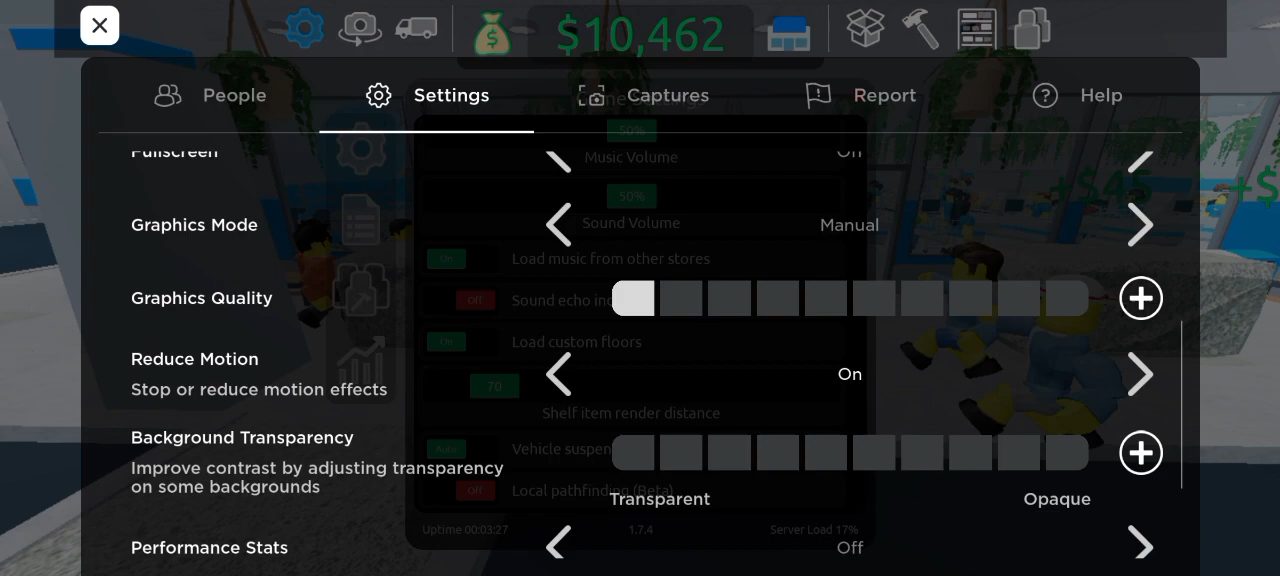 $10,462
People
Settings
Captures
Report
Help
50%
Music Volume
Fullscreen
Off
50%
Sound Volume
+$45
+$
Graphics Mode
Manual
On
Load music from other stores
Graphics Quality
Off
Sound echo in
On
Load custom floors
Reduce Motion
Stop or reduce motion effects
On
70
Shelf item render distance
Background Transparency
Improve contrast by adjusting transparency
on some backgrounds
Auto
Vehicle suspen
Off
Local pathfinding (Beta)
Transparent
Opaque
Uptime 00:03:27
1.7.4
Server Load 17%
Performance Stats
Off